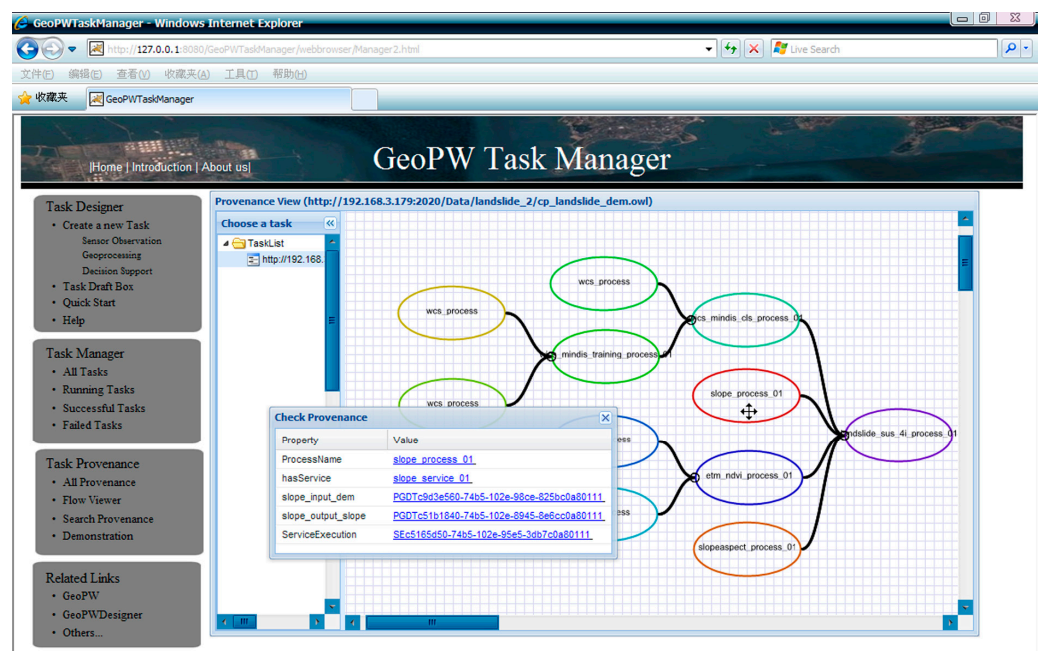 GeoPWTaskManager - Windows Internet Explorer
http://127.0.0.1:8080/GeoPWTaskManager/webbrowser/Manager2.html
Live Search
文件(F) 编辑(E) 查看(V) 收藏夹(A) 工具(T) 帮助(H)
收藏夹
GeoPWTaskManager
|Home | Introduction | About us|
GeoPW Task Manager
Task Designer
Create a new Task
Sensor Observation
Geoprocessing
Decision Support
Task Draft Box
Quick Start
Help
Task Manager
All Tasks
Running Tasks
Successful Tasks
Failed Tasks
Task Provenance
All Provenance
Flow Viewer
Search Provenance
Demonstration
Related Links
GeoPW
GeoPWDesigner
Others...
Provenance View (http://192.168.3.179:2020/Data/landslide_2/cp_landslide_dem.owl)
Choose a task
TaskList
http://192.168.
wcs_process
wcs_process
cs_mindis_cls_process_01
mindis_training_process_01
slope_process_01
wcs_process
ndslide_sus_4i_process_01
ess
etm_ndvi_process_01
ess
slopeaspect_process_01
Check Provenance
Property Value
ProcessName slope_process_01
hasService slope_service_01
slope_input_dem PGDTc9d3e560-74b5-102e-98ce-825bc0a80111
slope_output_slope PGDTc51b1840-74b5-102e-8945-8e6cc0a80111
ServiceExecution SEc5165d50-74b5-102e-95e5-3db7c0a80111